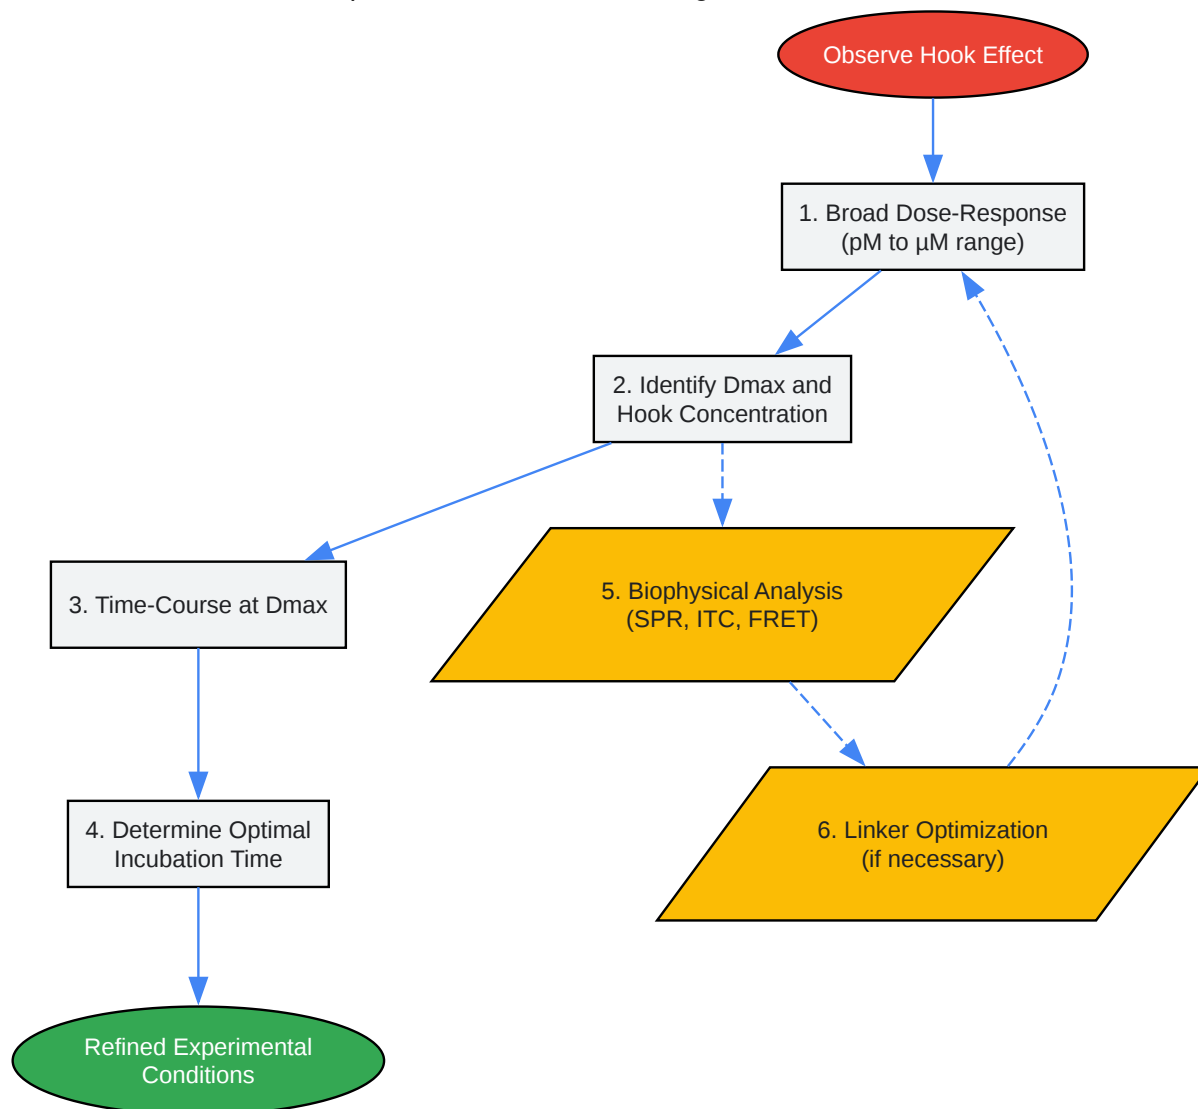 Observe Hook Effect
1. Broad Dose-Response
(pM to µM range)
2. Identify Dmax and
Hook Concentration
5. Biophysical Analysis
(SPR, ITC, FRET)
3. Time-Course at Dmax
6. Linker Optimization
(if necessary)
4. Determine Optimal
Incubation Time
Refined Experimental
Conditions